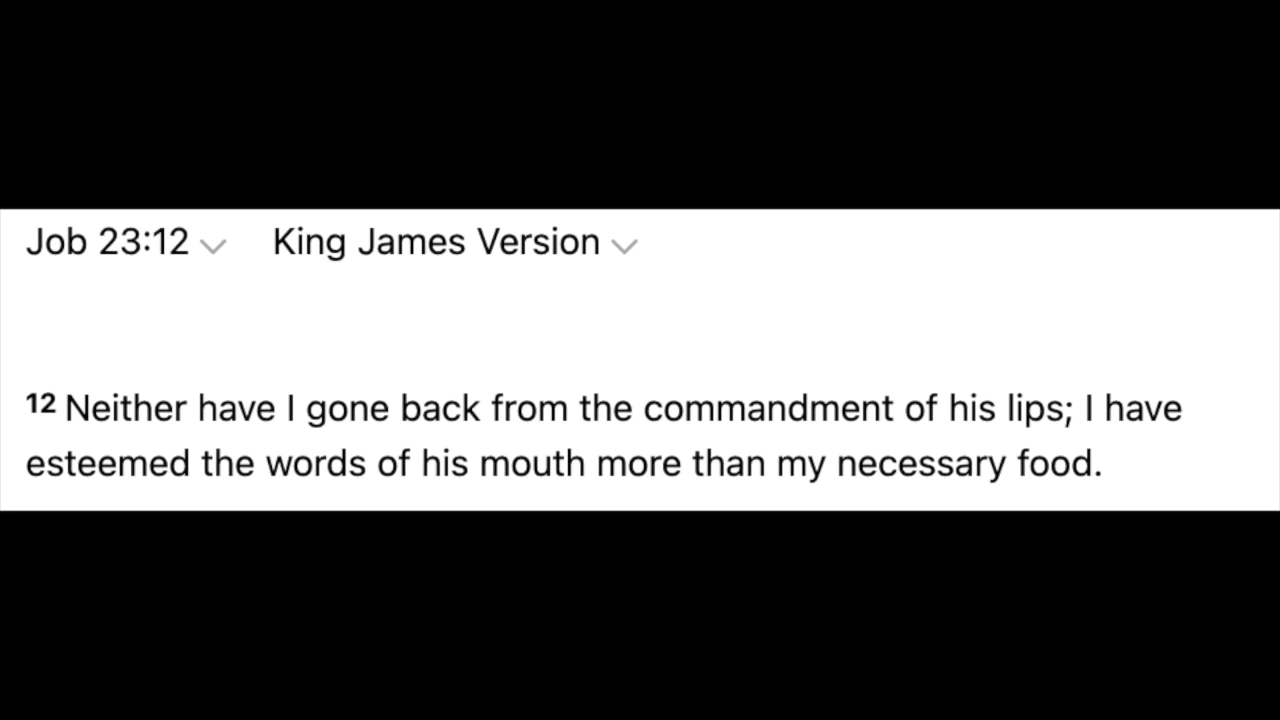 Job 23:12 King James Version
12 Neither have I gone back from the commandment of his lips; I have
esteemed the words of his mouth more than my necessary food.